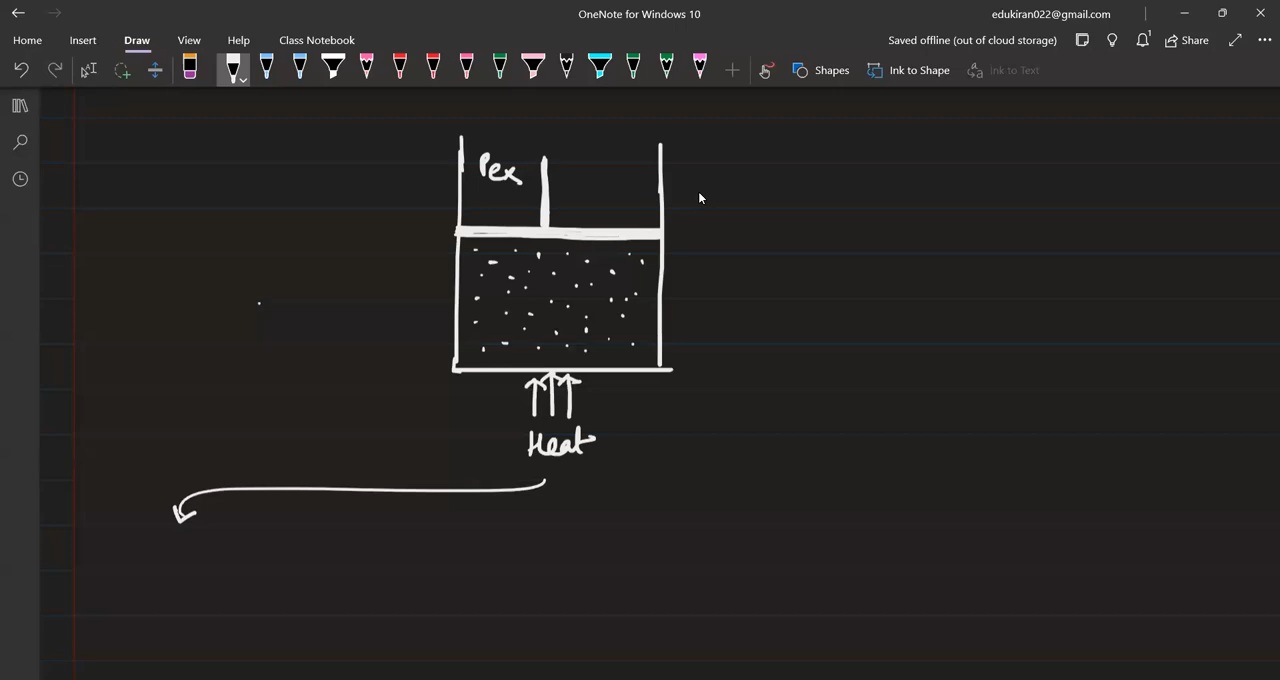 OneNote for Windows 10
edukiran022@gmail.com
Home Insert Draw View Help Class Notebook
Saved offline (out of cloud storage)
Share
Shapes
Ink to Shape
Ink to Text
Pex
Heat